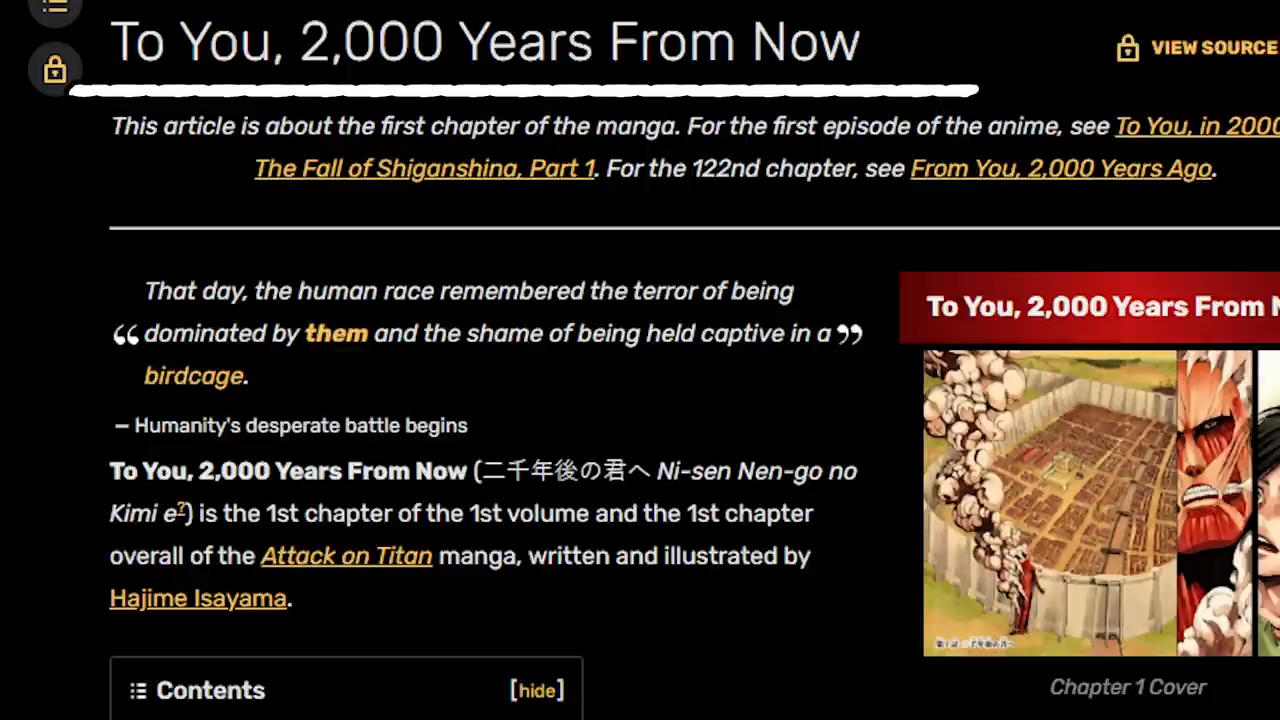 To You, 2,000 Years From Now
VIEW SOURCE
This article is about the first chapter of the manga. For the first episode of the anime, see To You, in 200
The Fall of Shiganshina, Part 1. For the 122nd chapter, see From You, 2,000 Years Ago.
That day, the human race remembered the terror of being
“ dominated by them and the shame of being held captive in a ”
birdcage.
– Humanity's desperate battle begins
To You, 2,000 Years From Now (二千年後の君へ Ni-sen Nen-go no
Kimi e?) is the 1st chapter of the 1st volume and the 1st chapter
overall of the Attack on Titan manga, written and illustrated by
Hajime Isayama.
Contents [hide]
To You, 2,000 Years From
Chapter 1 Cover